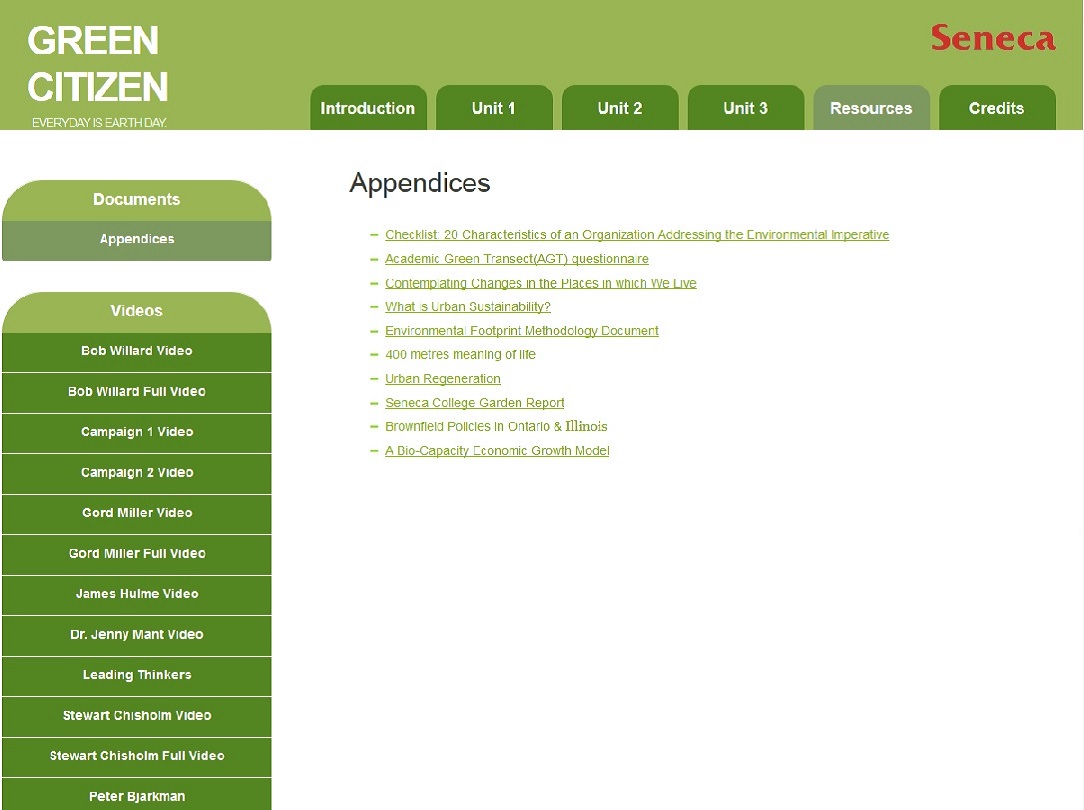 GREEN
CITIZEN
EVERYDAY IS EARTH DAY.
Seneca
Introduction
Unit 1
Unit 2
Unit 3
Resources
Credits
Documents
Appendices
Videos
Bob Willard Video
Bob Willard Full Video
Campaign 1 Video
Campaign 2 Video
Gord Miller Video
Gord Miller Full Video
James Hulme Video
Dr. Jenny Mant Video
Leading Thinkers
Stewart Chisholm Video
Stewart Chisholm Full Video
Peter Bjarkman
Appendices
– Checklist: 20 Characteristics of an Organization Addressing the Environmental Imperative
– Academic Green Transect(AGT) questionnaire
– Contemplating Changes in the Places in which We Live
– What is Urban Sustainability?
– Environmental Footprint Methodology Document
– 400 metres meaning of life
– Urban Regeneration
– Seneca College Garden Report
– Brownfield Policies in Ontario & Illinois
– A Bio-Capacity Economic Growth Model